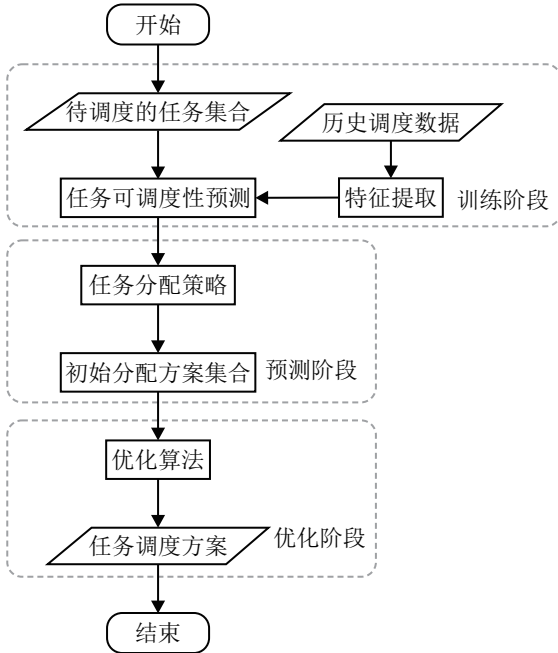 开始
待调度的任务集合
历史调度数据
任务可调度性预测
特征提取
训练阶段
任务分配策略
初始分配方案集合
预测阶段
优化算法
任务调度方案
优化阶段
结束